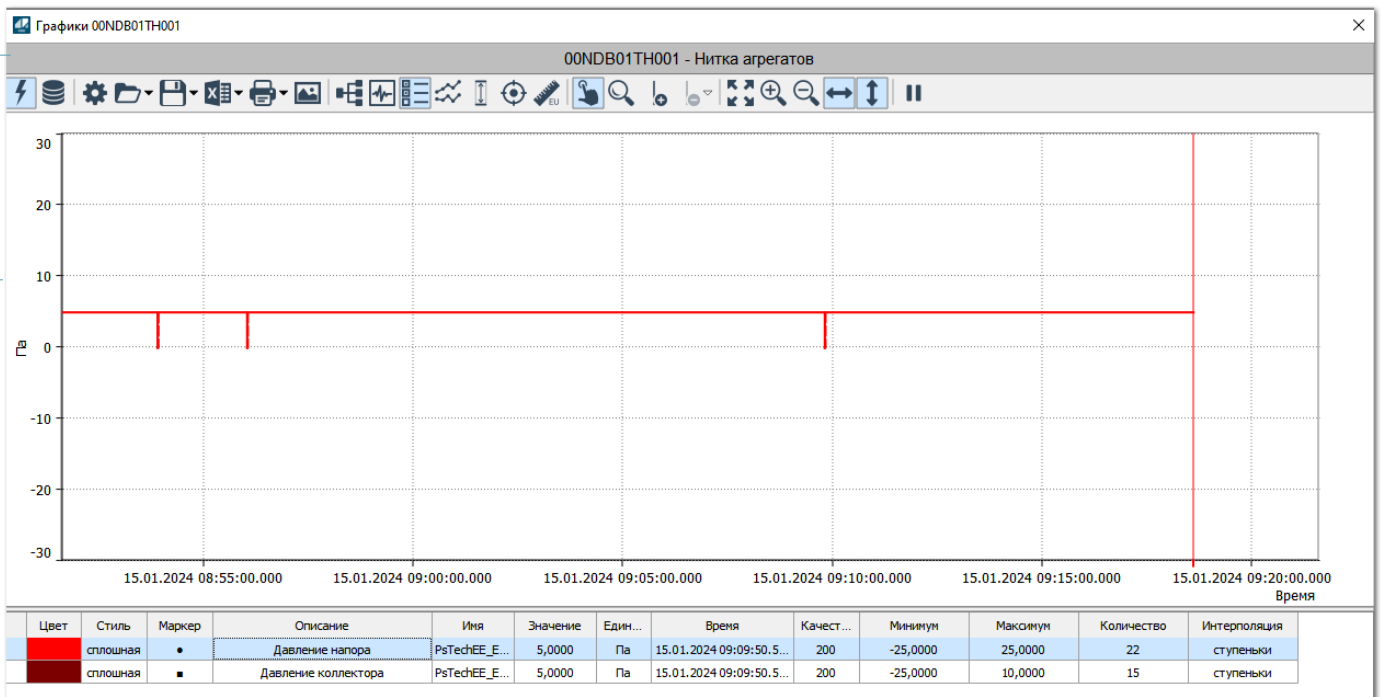 Графики 00NDB01TH001
00NDB01TH001 - Нитка агрегатов
EU
30
20
10
0
-10
-20
-30
Па
15.01.2024 08:55:00.000 15.01.2024 09:00:00.000 15.01.2024 09:05:00.000 15.01.2024 09:10:00.000 15.01.2024 09:15:00.000 15.01.2024 09:20:00.000
Время
Цвет Стиль Маркер Описание Имя Значение Един... Время Качест... Минимум Максимум Количество Интерполяция
сплошная Давление напора PsTechEE_E... 5,0000 Па 15.01.2024 09:09:50.5... 200 -25,0000 25,0000 22 ступеньки
сплошная Давление коллектора PsTechEE_E... 5,0000 Па 15.01.2024 09:09:50.5... 200 -25,0000 10,0000 15 ступеньки